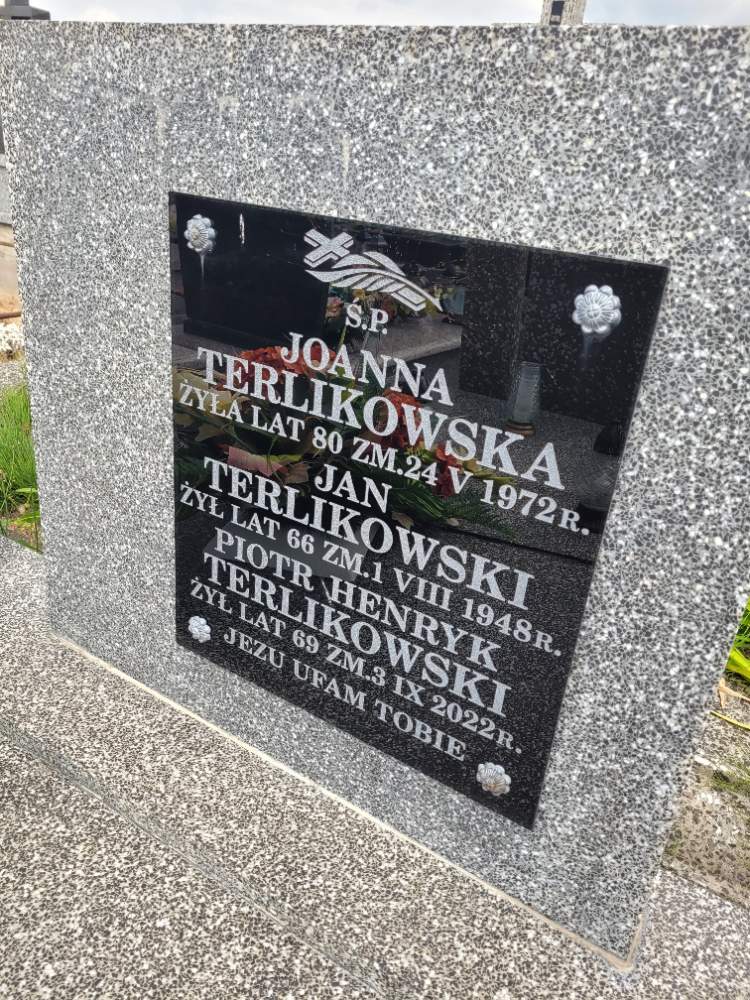 Ś.P.
JOANNA
TERLIKOWSKA
ŻYŁA LAT 80 ZM.24 V 1972R.
JAN
TERLIKOWSKI
ŻYŁ LAT 66 ZM.1 VIII 1948R.
PIOTR HENRYK
TERLIKOWSKI
ŻYŁ LAT 69 ZM.3 IX 2022R.
JEZU UFAM TOBIE